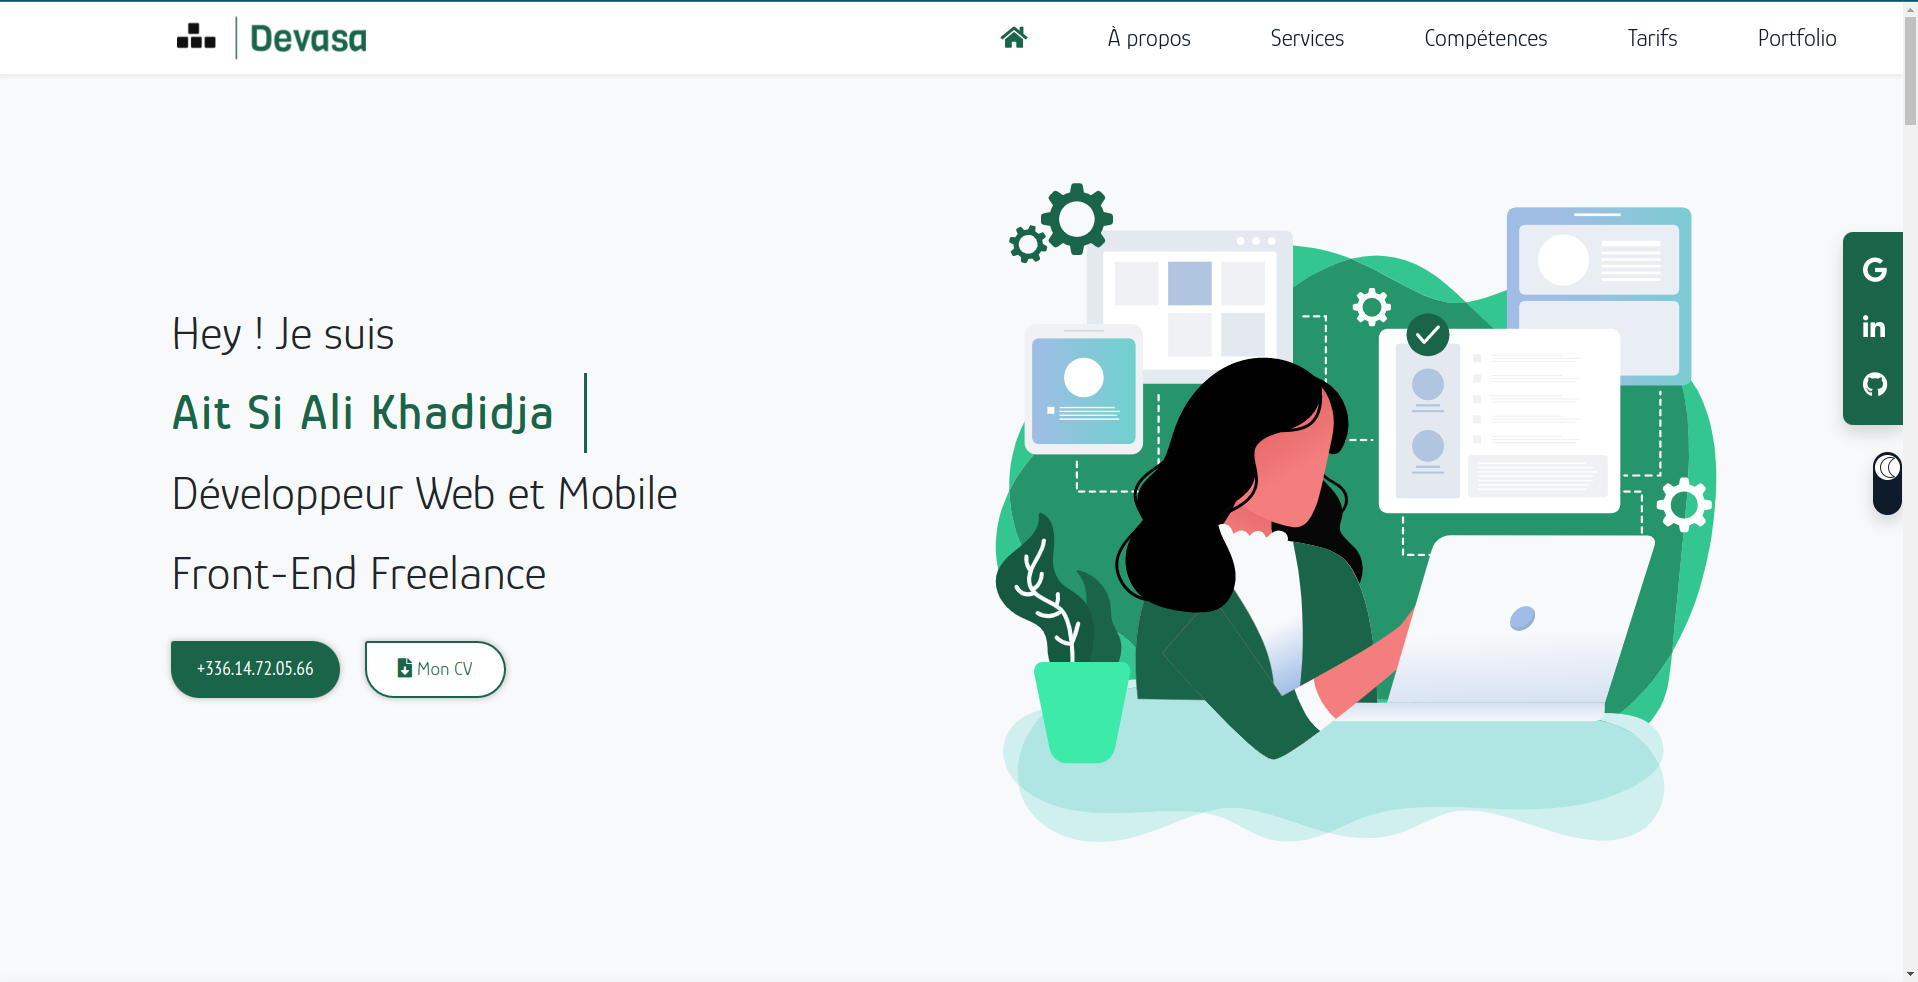 Devasa
À propos
Services
Compétences
Tarifs
Portfolio
Hey ! Je suis
Ait Si Ali Khadidja
Développeur Web et Mobile
Front-End Freelance
+336.14.72.05.66
Mon CV